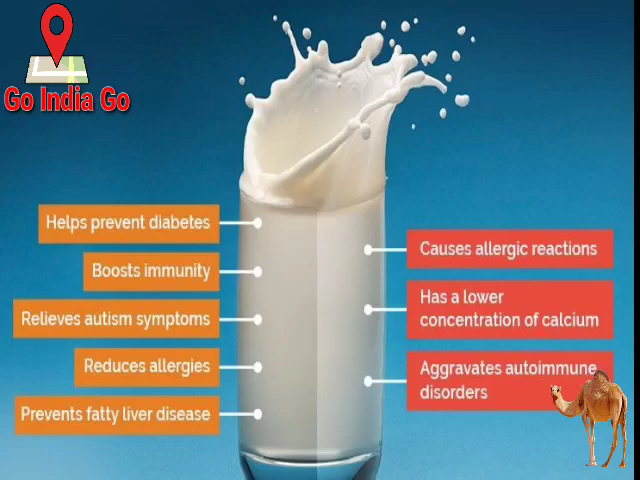 Go India Go
Helps prevent diabetes
Boosts immunity
Relieves autism symptoms
Reduces allergies
Prevents fatty liver disease
Causes allergic reactions
Has a lower
concentration of calcium
Aggravates autoimmune
disorders